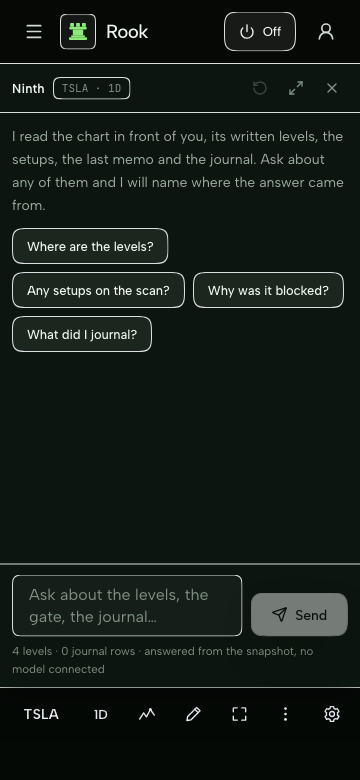 Rook
Off
Ninth
TSLA · 1D
I read the chart in front of you, its written levels, the
setups, the last memo and the journal. Ask about
any of them and I will name where the answer came
from.
Where are the levels?
Any setups on the scan?
Why was it blocked?
What did I journal?
Ask about the levels, the
gate, the journal…
Send
4 levels · 0 journal rows · answered from the snapshot, no
model connected
TSLA
1D